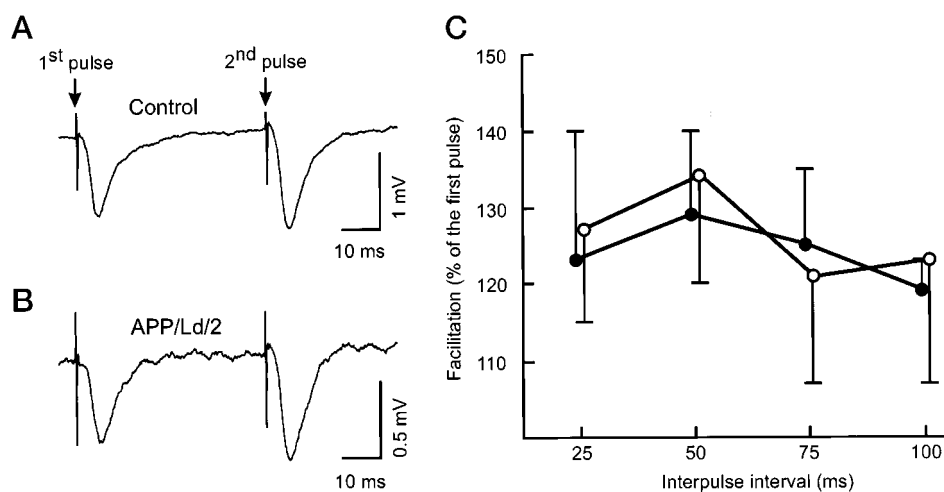 A
1st pulse
2nd pulse
Control
1 mV
10 ms
B
APP/Ld/2
0.5 mV
10 ms
C
Facilitation (% of the first pulse)
150
140
130
120
110
25 50 75 100
Interpulse interval (ms)